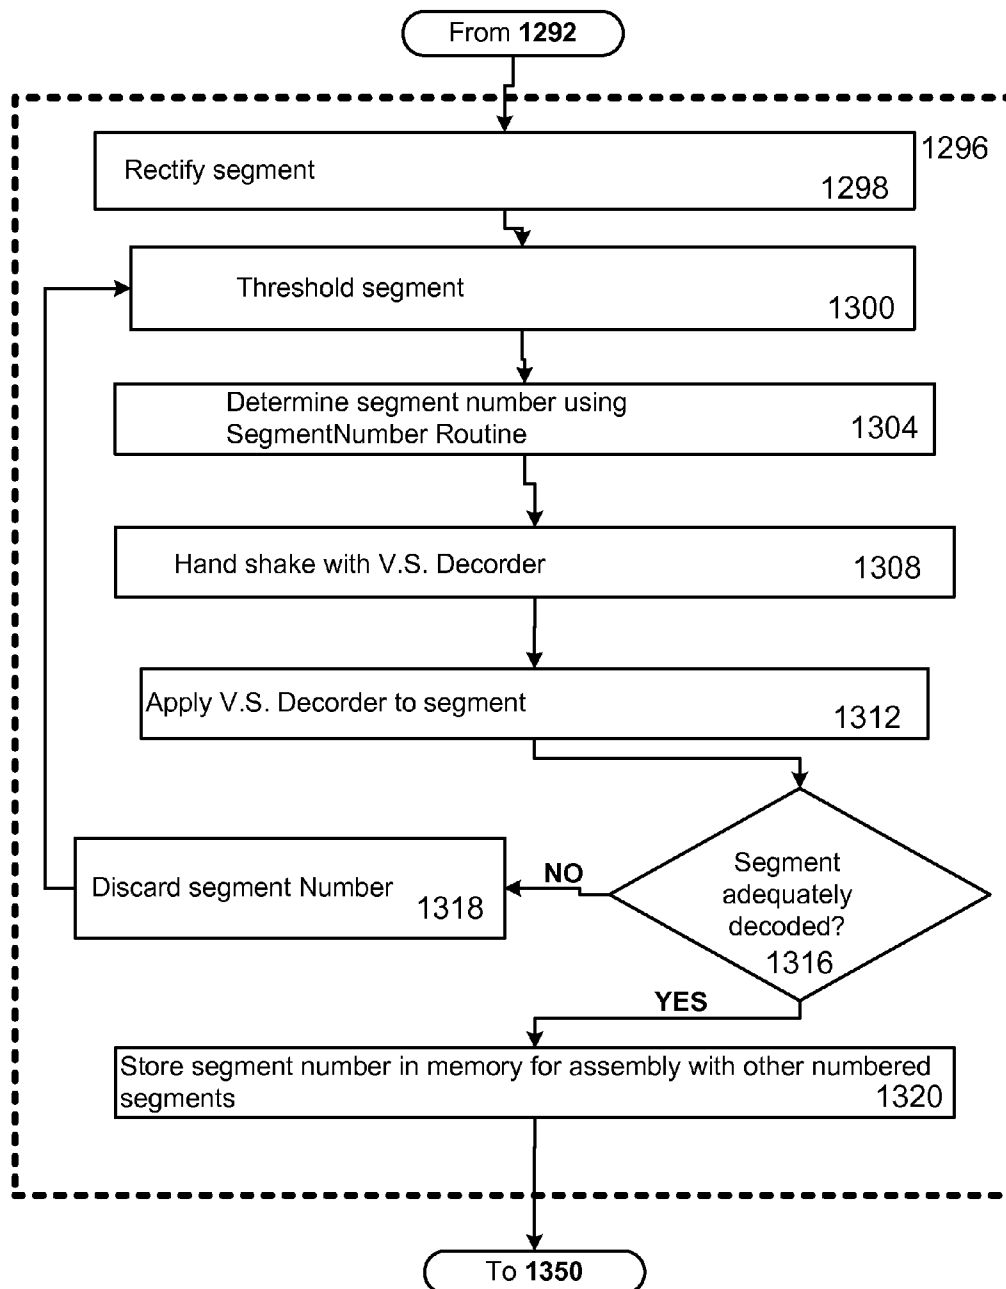 From 1292
1296
Rectify segment
1298
Threshold segment
1300
Determine segment number using
SegmentNumber Routine
1304
Hand shake with V.S. Decorder
1308
Apply V.S. Decorder to segment
1312
Segment
adequately
decoded?
1316
NO
Discard segment Number
1318
YES
Store segment number in memory for assembly with other numbered
segments
1320
To 1350